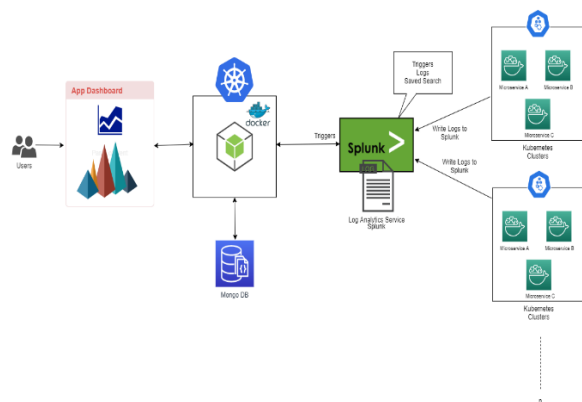 App Dashboard
Users
docker
Mongo DB
Triggers
Triggers
Logs
Saved Search
Splunk >
Log Analytics Service
Splunk
Write Logs to
Splunk
Write Logs to
Splunk
Microservice A
Microservice B
Microservice C
Kubernetes
Clusters
Microservice A
Microservice B
Microservice C
Kubernetes
Clusters